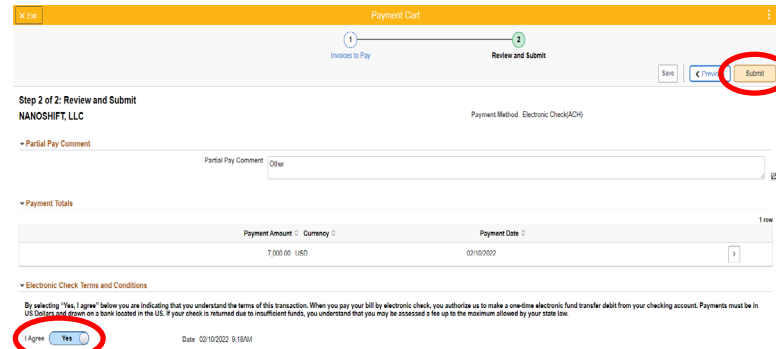 × Exit
Payment Cart
1
2
Invoices to Pay
Review and Submit
Save
Submit
Step 2 of 2: Review and Submit
NANOSHIFT, LLC
Payment Method Electronic Check(ACH)
Partial Pay Comment
Partial Pay Comment Other
Payment Totals
1 row
Payment Amount Currency Payment Date
7,000.00 USD 02/10/2022
Electronic Check Terms and Conditions
By selecting "Yes, I agree" below you are indicating that you understand the terms of this transaction. When you pay your bill by electronic check, you authorize us to make a one-time electronic fund transfer debit from your checking account. Payments must be in
US Dollars and drawn on a bank located in the US. If your check is returned due to insufficient funds, you understand that you may be assessed a fee up to the maximum allowed by your state law.
I Agree Yes Date 02/10/2022 9.18AM